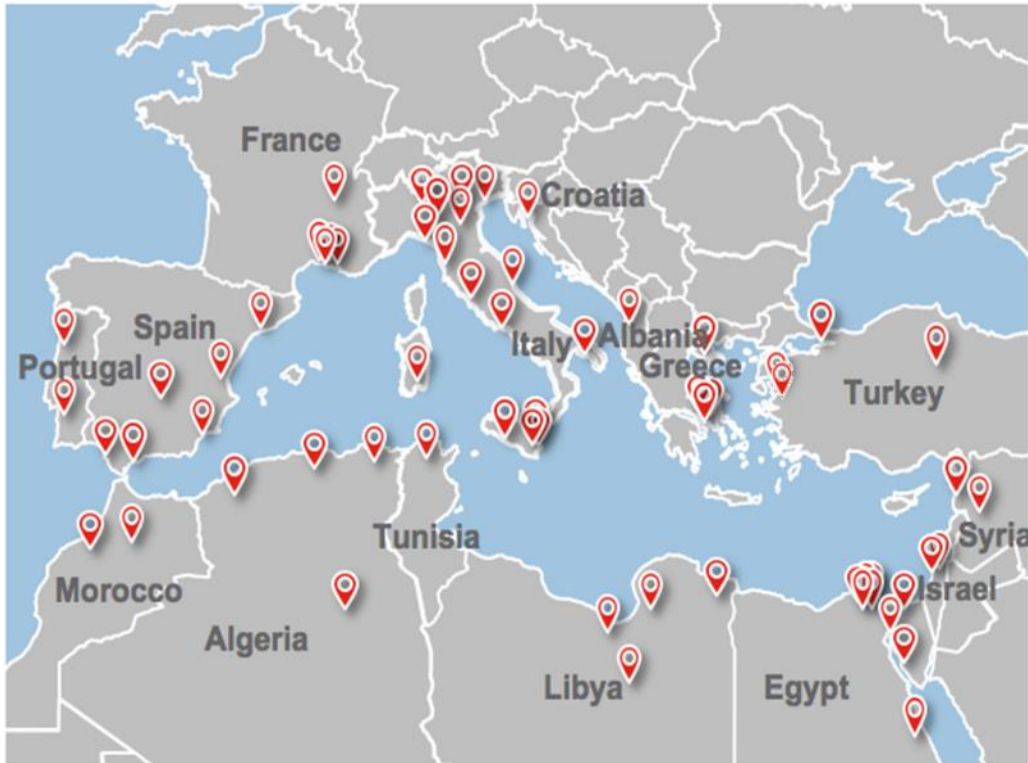 France
Croatia
Spain
Italy
Albania
Portugal
Greece
Turkey
Tunisia
Syria
Morocco
Israel
Algeria
Libya
Egypt